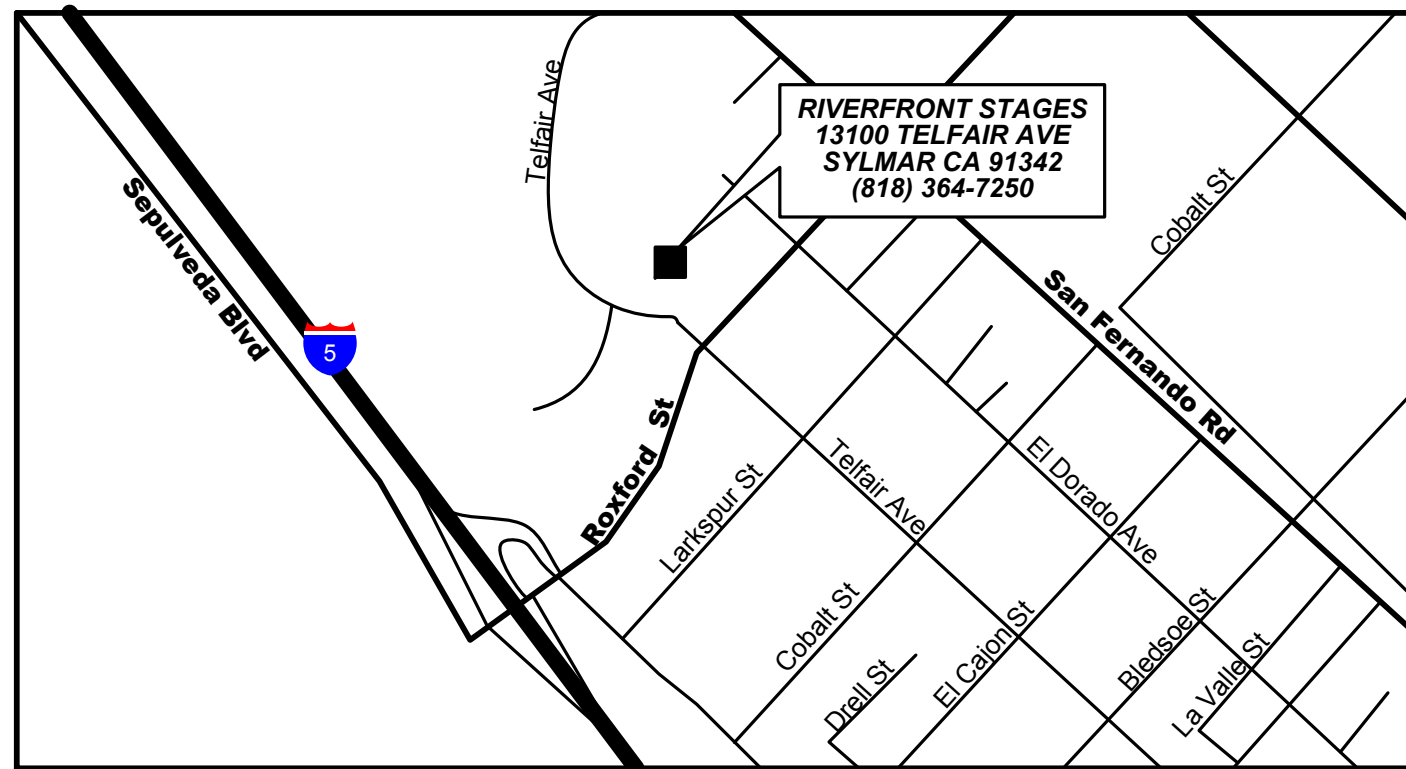 Telfair Ave
RIVERFRONT STAGES
13100 TELFAIR AVE
SYLMAR CA 91342
(818) 364-7250
Cobalt St
Sepulveda Blvd
5
San Fernando Rd
Roxford St
Larkspur St
Telfair Ave
El Dorado Ave
Cobalt St
Drell St
El Cajon St
Bledsoe St
La Valle St